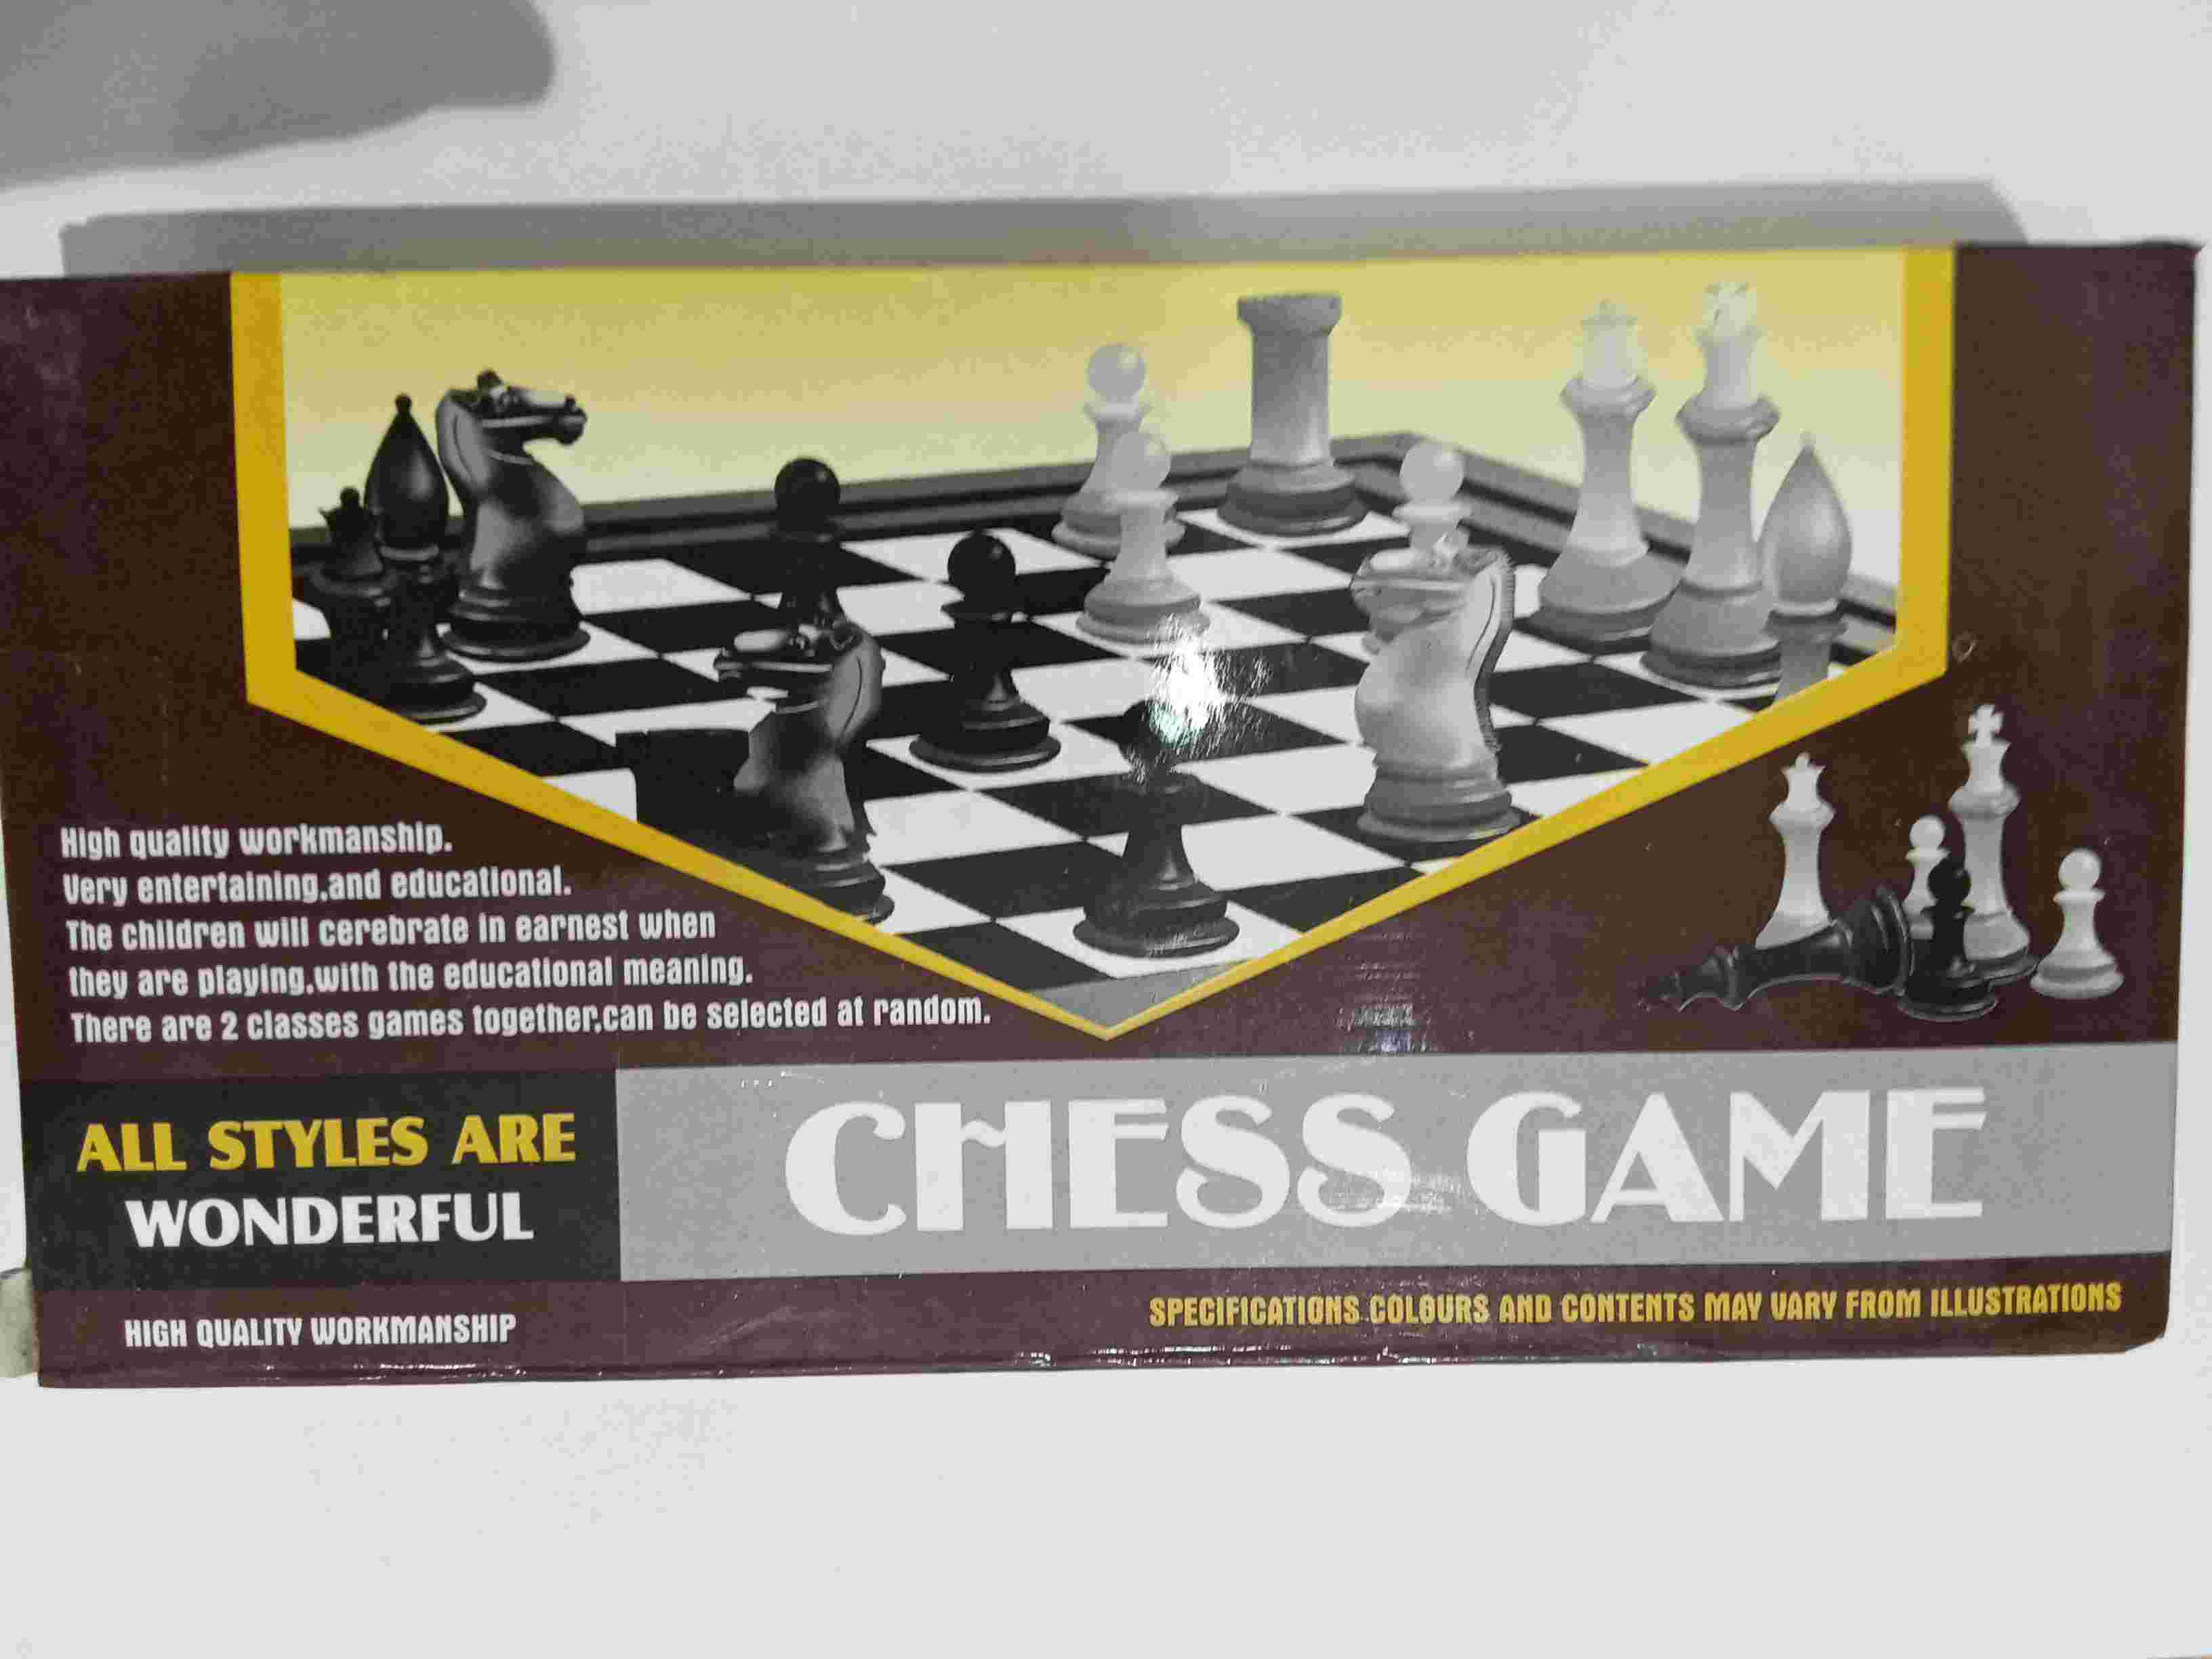 High quality workmanship.
Very entertaining,and educational.
The children will cerebrate in earnest when
they are playing,with the educational meaning.
There are 2 classes games together,can be selected at random.
ALL STYLES ARE
WONDERFUL
CHESS GAME
HIGH QUALITY WORKMANSHIP
SPECIFICATIONS COLOURS AND CONTENTS MAY VARY FROM ILLUSTRATIONS